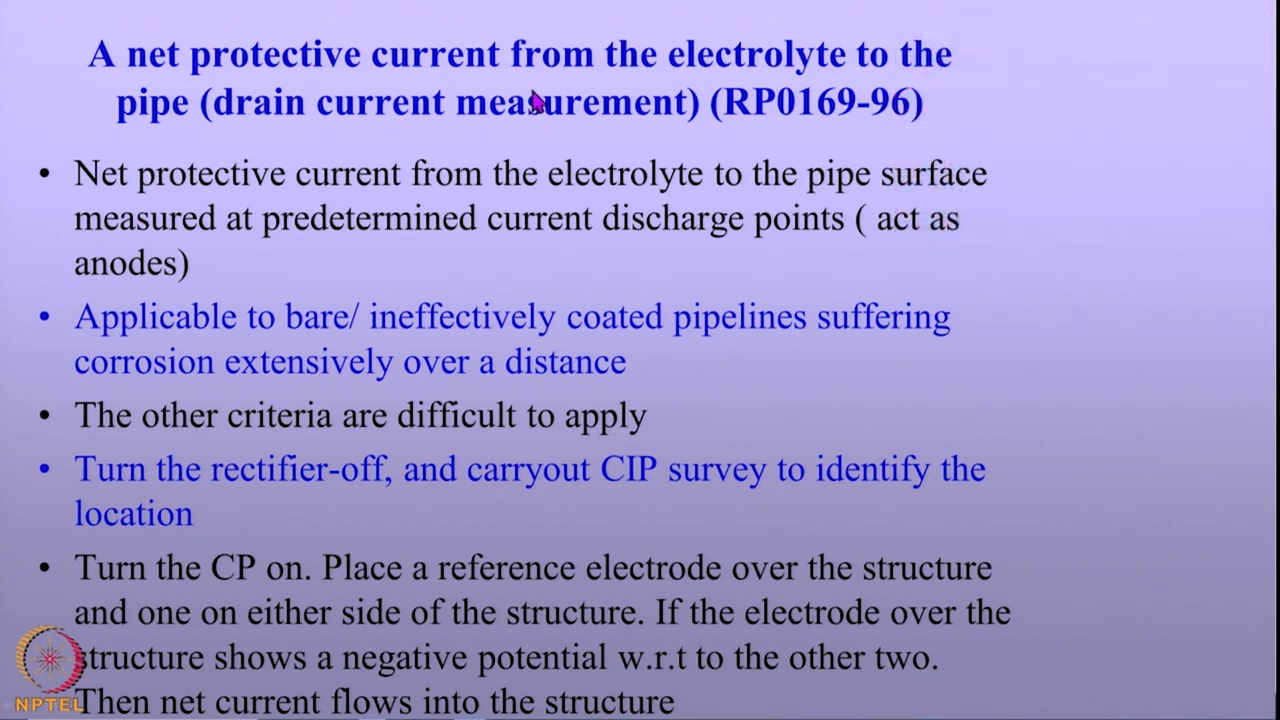 A net protective current from the electrolyte to the
pipe (drain current measurement) (RP0169-96)
• Net protective current from the electrolyte to the pipe surface
measured at predetermined current discharge points ( act as
anodes)
• Applicable to bare/ ineffectively coated pipelines suffering
corrosion extensively over a distance
• The other criteria are difficult to apply
• Turn the rectifier-off, and carryout CIP survey to identify the
location
• Turn the CP on. Place a reference electrode over the structure
and one on either side of the structure. If the electrode over the
structure shows a negative potential w.r.t to the other two.
Then net current flows into the structure
NPTEL